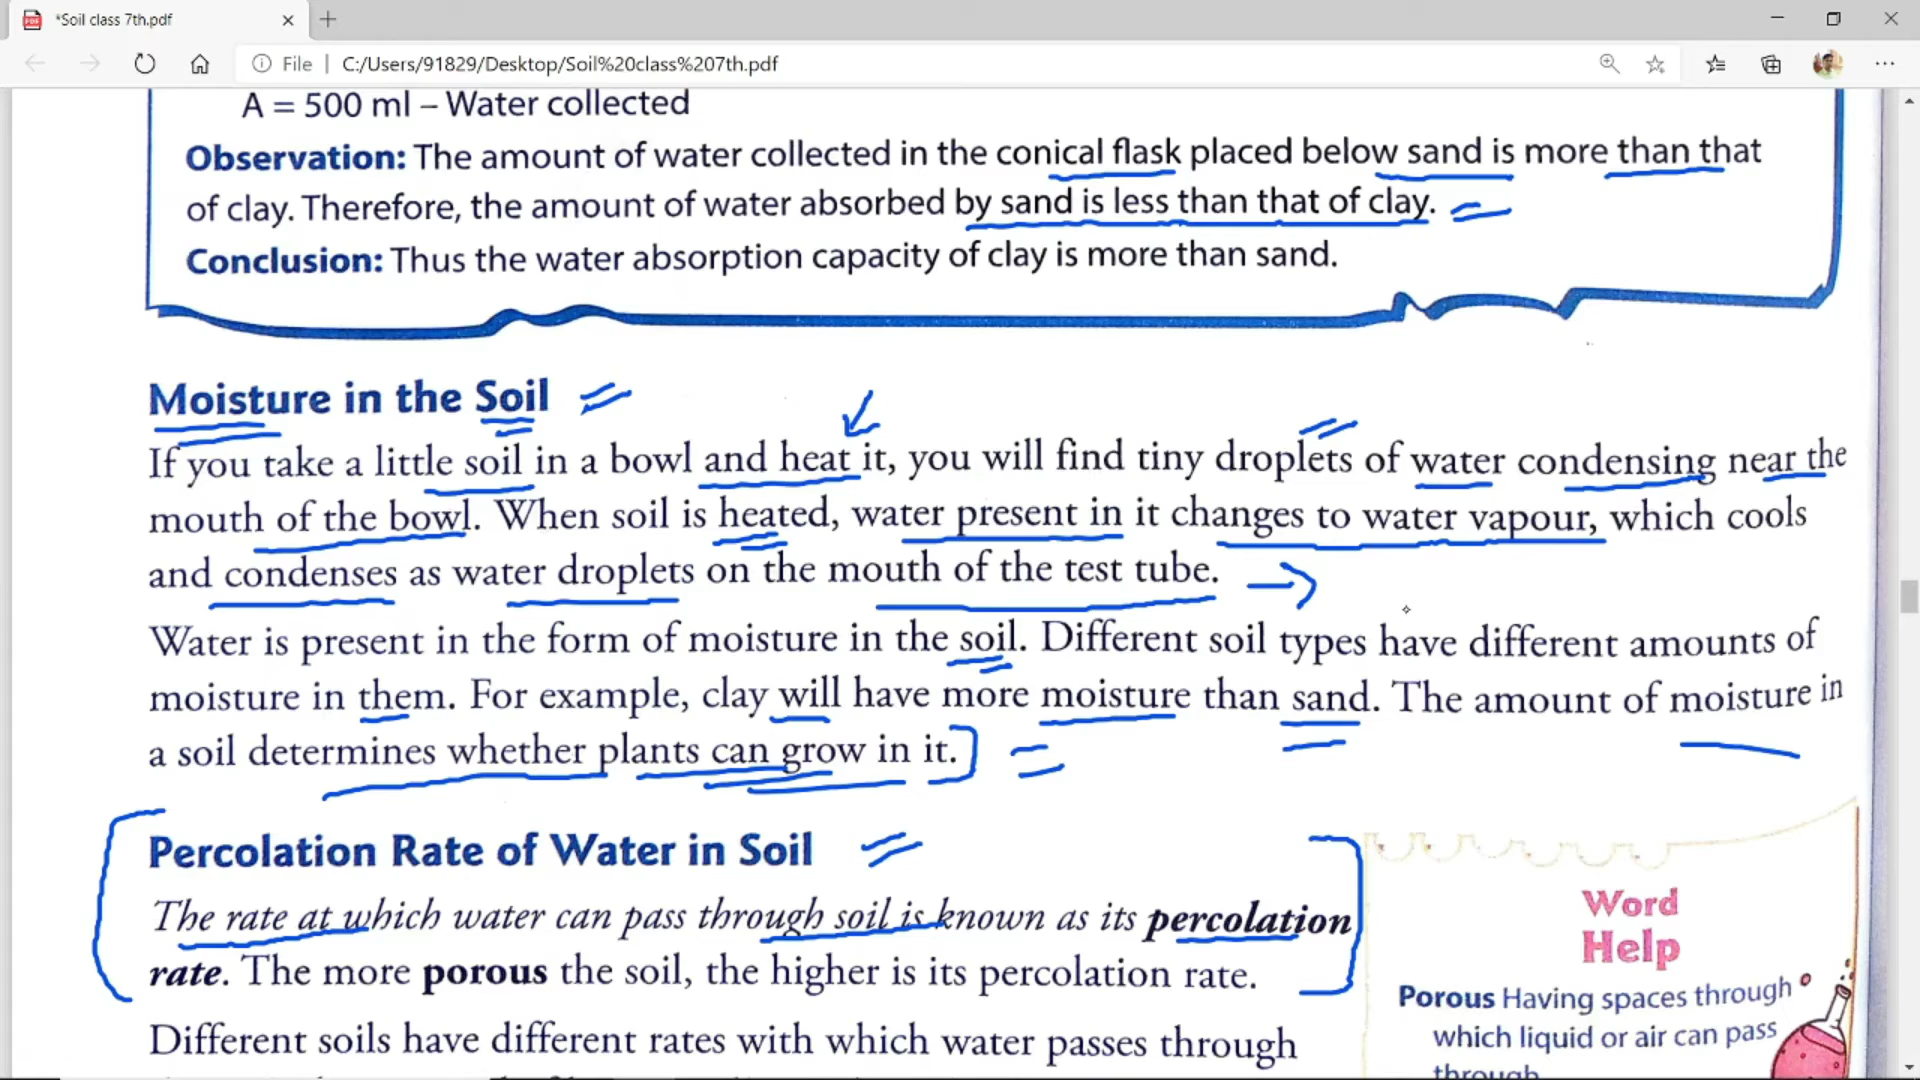 *Soil class 7th.pdf
File | C:/Users/91829/Desktop/Soil%20class%207th.pdf
A = 500 ml – Water collected
Observation: The amount of water collected in the conical flask placed below sand is more than that
of clay. Therefore, the amount of water absorbed by sand is less than that of clay.
Conclusion: Thus the water absorption capacity of clay is more than sand.
Moisture in the Soil
If you take a little soil in a bowl and heat it, you will find tiny droplets of water condensing near the
mouth of the bowl. When soil is heated, water present in it changes to water vapour, which cools
and condenses as water droplets on the mouth of the test tube.
Water is present in the form of moisture in the soil. Different soil types have different amounts of
moisture in them. For example, clay will have more moisture than sand. The amount of moisture in
a soil determines whether plants can grow in it.
Percolation Rate of Water in Soil
The rate at which water can pass through soil is known as its percolation
rate. The more porous the soil, the higher is its percolation rate.
Different soils have different rates with which water passes through
Word
Help
Porous Having spaces through
which liquid or air can pass
through